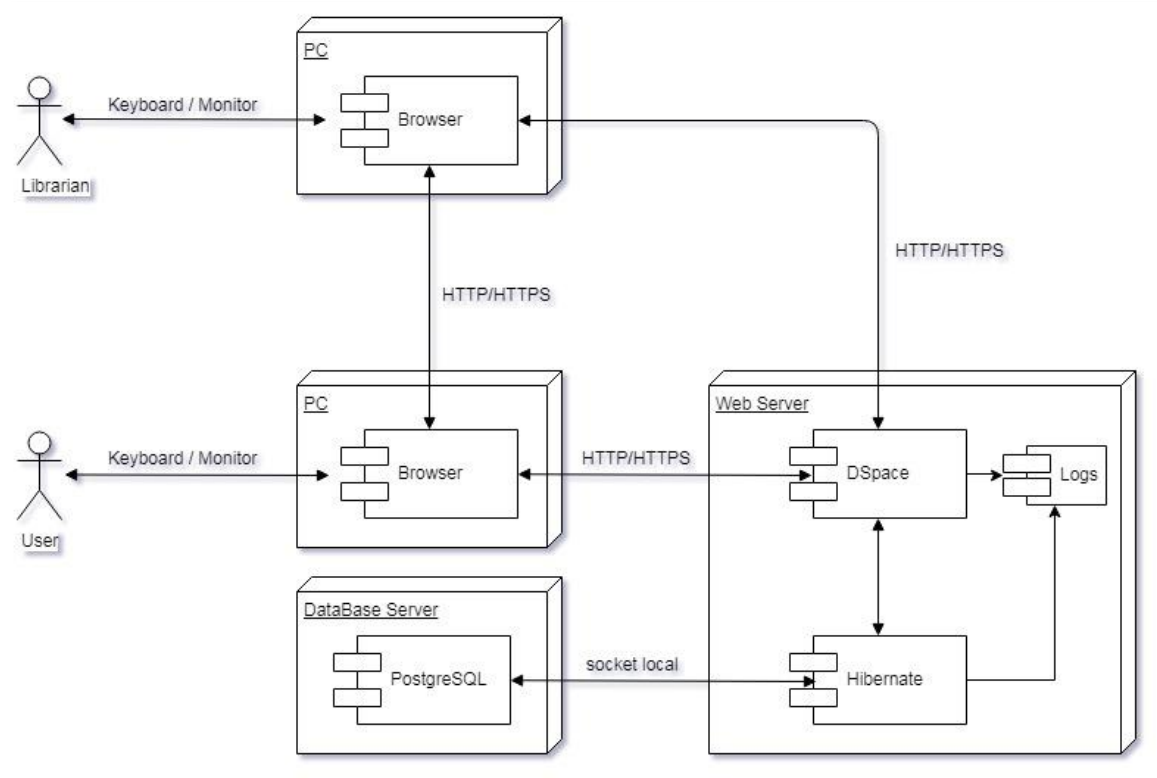 PC
Keyboard / Monitor
Browser
Librarian
HTTP/HTTPS
HTTP/HTTPS
PC
Web Server
Keyboard / Monitor
Browser
HTTP/HTTPS
DSpace
Logs
User
DataBase Server
PostgreSQL
socket local
Hibernate